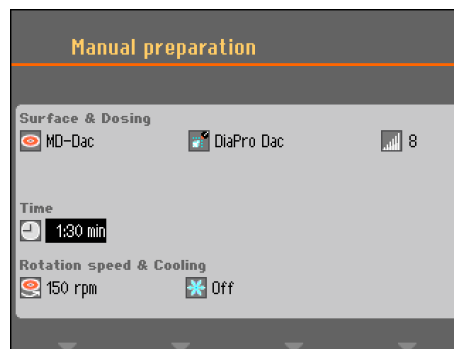 Manual preparation
Surface & Dosing
MD-Dac DiaPro Dac 8
Time
1:30 min
Rotation speed & Cooling
150 rpm Off